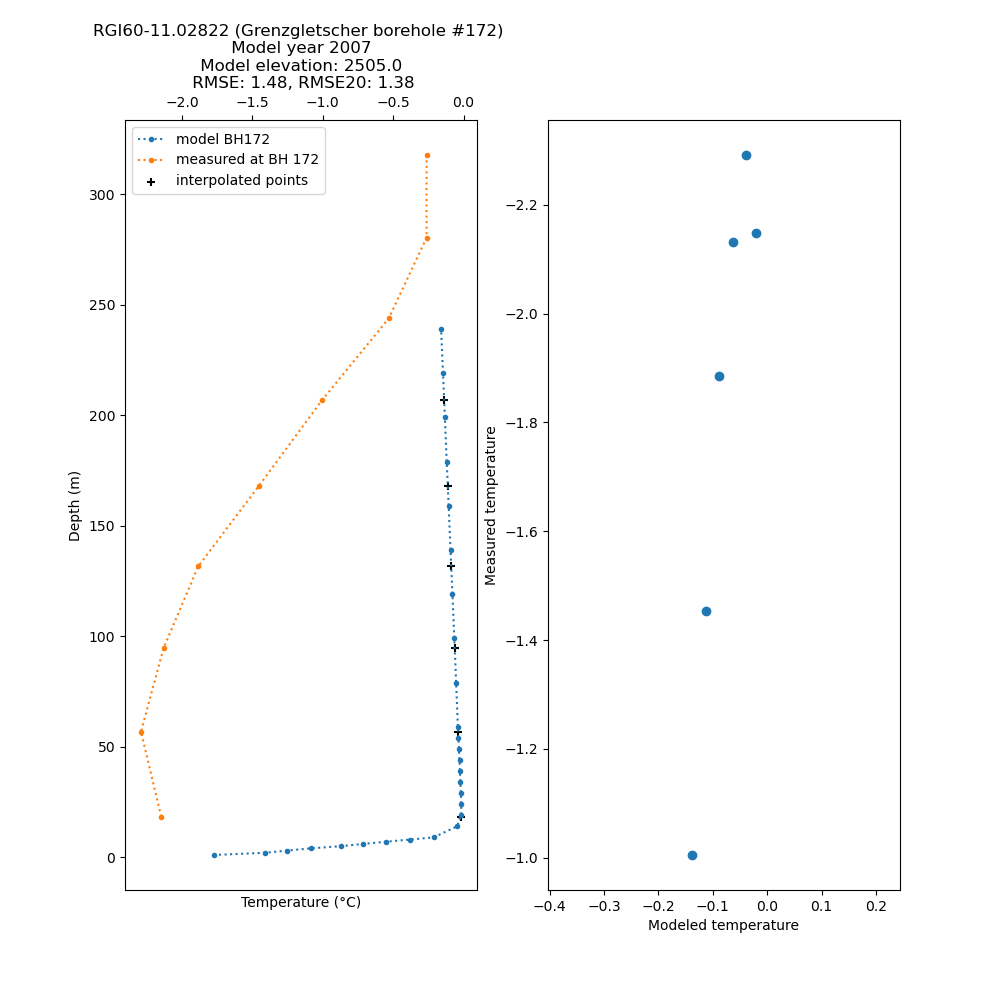 RGI60-11.02822 (Grenzgletscher borehole #172)
Model year 2007
Model elevation: 2505.0
RMSE: 1.48, RMSE20: 1.38
−2.0 −1.5 −1.0 −0.5 0.0
model BH172
measured at BH 172
interpolated points
300
250
200
150
100
50
0
Depth (m)
Temperature (°C)
−2.2
−2.0
−1.8
−1.6
−1.4
−1.2
−1.0
Measured temperature
−0.4 −0.3 −0.2 −0.1 0.0 0.1 0.2
Modeled temperature